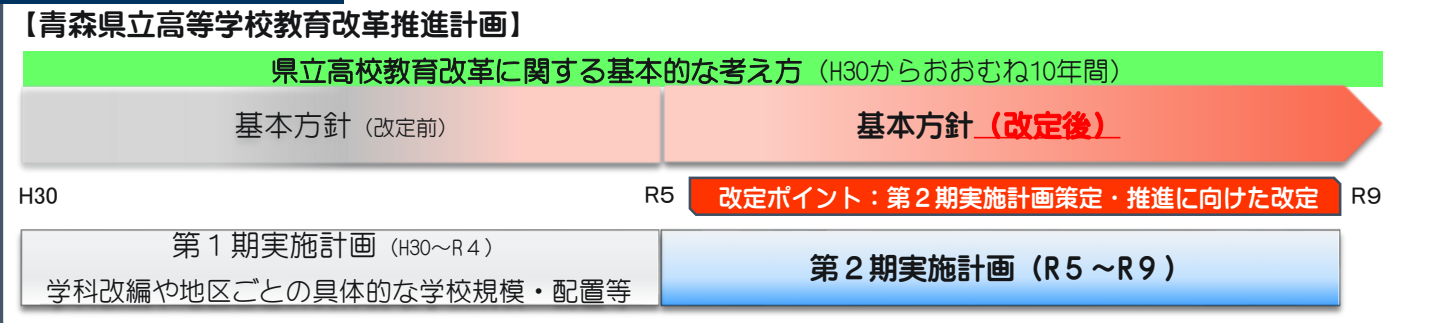 【青森県立高等学校教育改革推進計画】
県立高校教育改革に関する基本的な考え方（H30からおおむね10年間）
基本方針（改定前）
基本方針（改定後）
H30
R5
改定ポイント：第２期実施計画策定・推進に向けた改定
R9
第１期実施計画（H30～R４）
学科改編や地区ごとの具体的な学校規模・配置等
第２期実施計画（R５～R９）